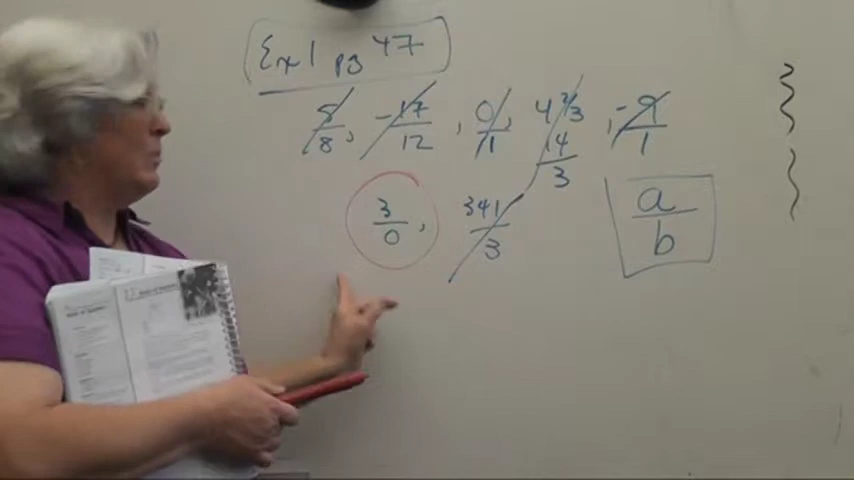 Ex 1 pg 47
5/8, -17/12, 0/1, 4 2/3, -9/1
14/3
3/0, 341/3
a/b